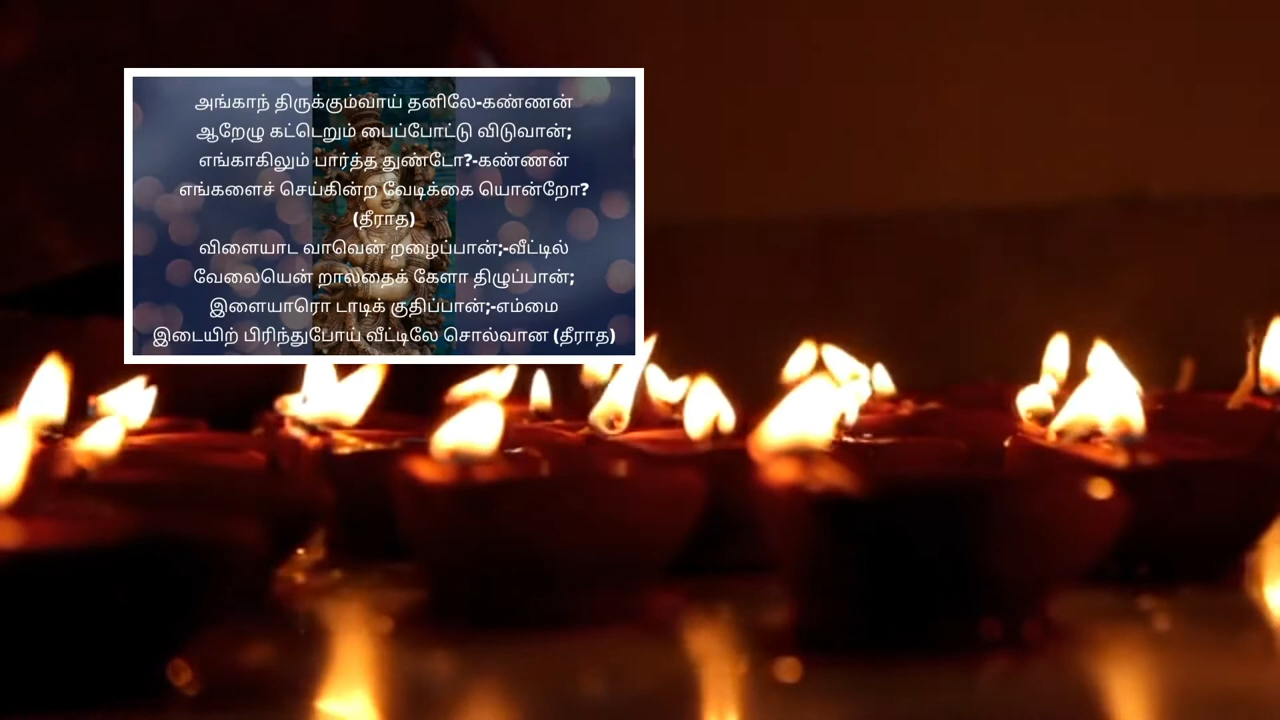 அங்காந் திருக்கும்வாய் தனிலே-கண்ணன்
ஆறேழு கட்டெறும் பைப்போட்டு விடுவான்;
எங்காகிலும் பார்த்த துண்டோ?-கண்ணன்
எங்களைச் செய்கின்ற வேடிக்கை யொன்றோ?
(தீராத)
விளையாட வாவென் றழைப்பான்;-வீட்டில்
வேலையென் றாலதைக் கேளா திழுப்பான்;
இளையாரொ டாடிக் குதிப்பான்;-எம்மை
இடையிற் பிரிந்துபோய் வீட்டிலே சொல்வான (தீராத)